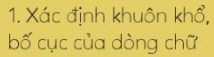 1. Xác định khuôn khổ,
bố cục của dòng chữ